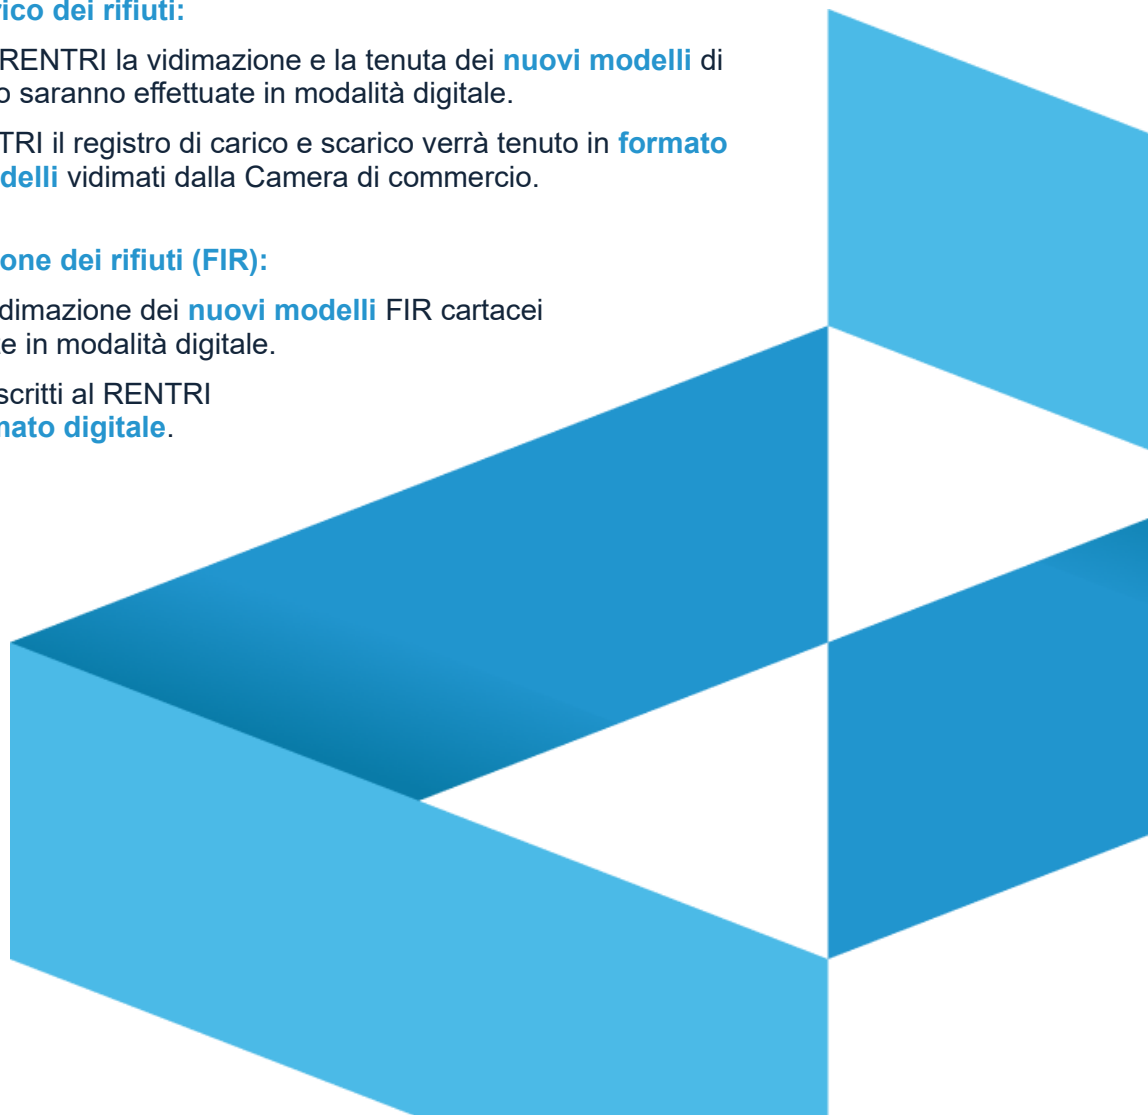 ico dei rifiuti:
RENTRI la vidimazione e la tenuta dei nuovi modelli di
o saranno effettuate in modalità digitale.
TRI il registro di carico e scarico verrà tenuto in formato
delli vidimati dalla Camera di commercio.
one dei rifiuti (FIR):
dimazione dei nuovi modelli FIR cartacei
e in modalità digitale.
scritti al RENTRI
nato digitale.